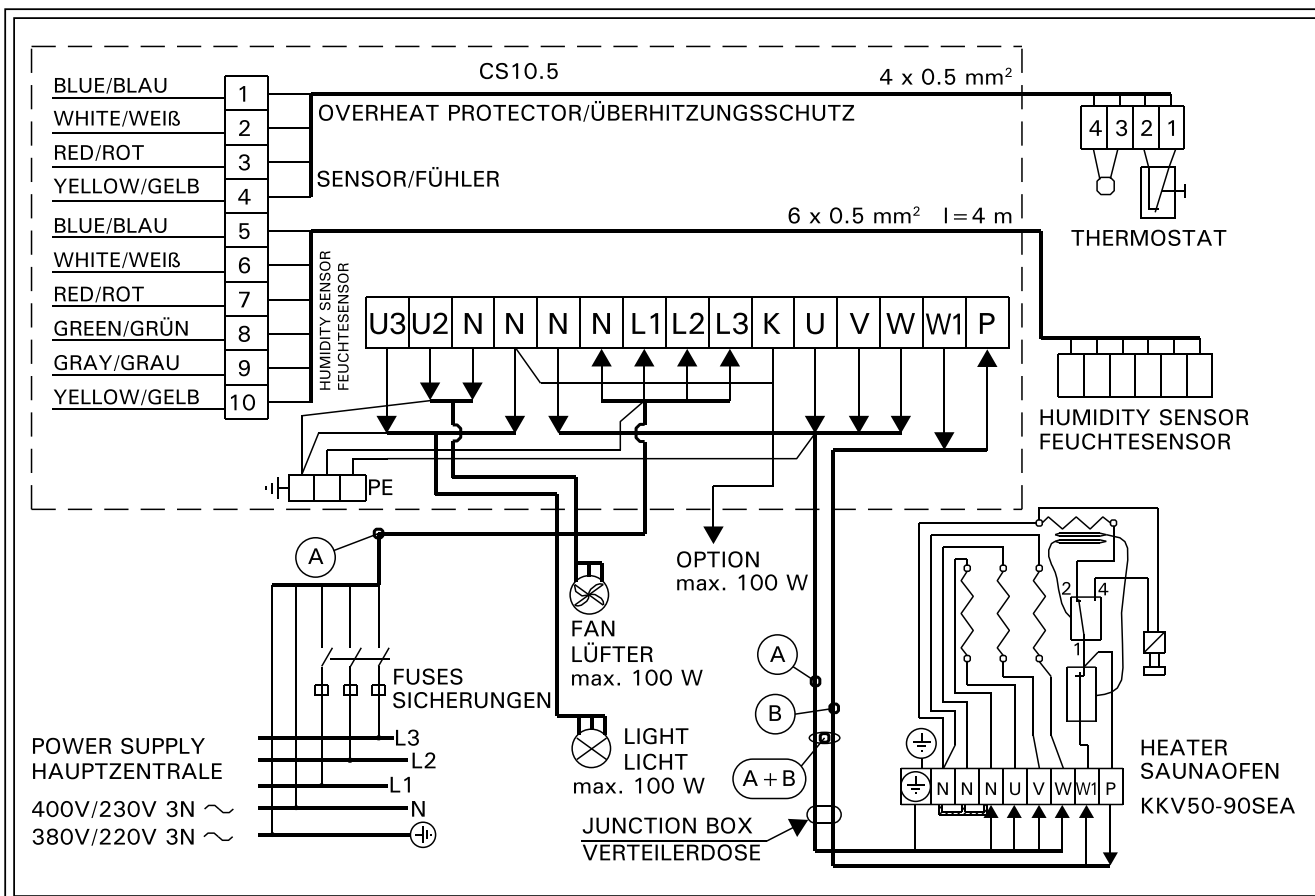 CS10.5
4 x 0.5 mm²
BLUE/BLAU 1
WHITE/WEIß 2
RED/ROT 3
YELLOW/GELB 4
BLUE/BLAU 5
WHITE/WEIß 6
RED/ROT 7
GREEN/GRÜN 8
GRAY/GRAU 9
YELLOW/GELB 10
OVERHEAT PROTECTOR/ÜBERHITZUNGSSCHUTZ
SENSOR/FÜHLER
4 3 2 1
THERMOSTAT
6 x 0.5 mm² l=4 m
HUMIDITY SENSOR
FEUCHTESENSOR
U3 U2 N N N N L1 L2 L3 K U V W W1 P
HUMIDITY SENSOR
FEUCHTESENSOR
PE
A
OPTION
max. 100 W
FAN
LÜFTER
max. 100 W
FUSES
SICHERUNGEN
LIGHT
LICHT
max. 100 W
POWER SUPPLY
HAUPTZENTRALE
400V/230V 3N ~
380V/220V 3N ~
L3
L2
L1
N
A
B
A+B
JUNCTION BOX
VERTEILERDOSE
2 4
1
N N N U V W W1 P
HEATER
SAUNAOFEN
KKV50-90SEA